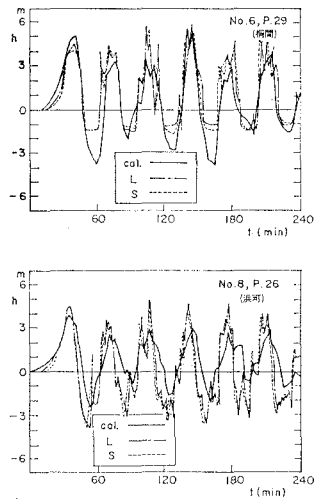 m
No.6, P.29
(桐間)
6
h
3
0
-3
cal.
L
S
-6
60 120 180 240
t (min)
m
No.8, P.26
6
(浜町)
h
3
0
-3
cal.
L
S
-6
60 120 180 240
t (min)